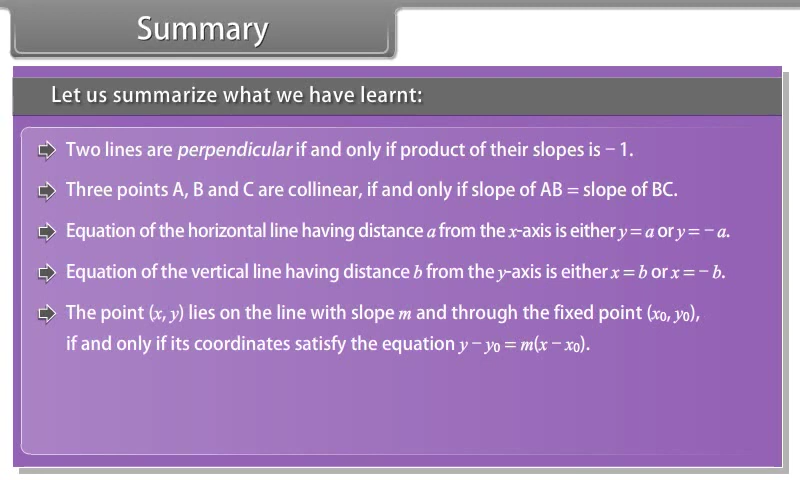 Summary
Let us summarize what we have learnt:
Two lines are perpendicular if and only if product of their slopes is − 1.
Three points A, B and C are collinear, if and only if slope of AB = slope of BC.
Equation of the horizontal line having distance a from the x-axis is either y = a or y = − a.
Equation of the vertical line having distance b from the y-axis is either x = b or x = − b.
The point (x, y) lies on the line with slope m and through the fixed point (x₀, y₀),
if and only if its coordinates satisfy the equation y − y₀ = m(x − x₀).